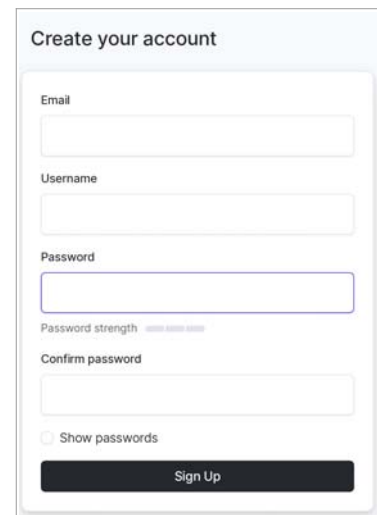 Create your account
Email
Username
Password
Password strength
Confirm password
Show passwords
Sign Up